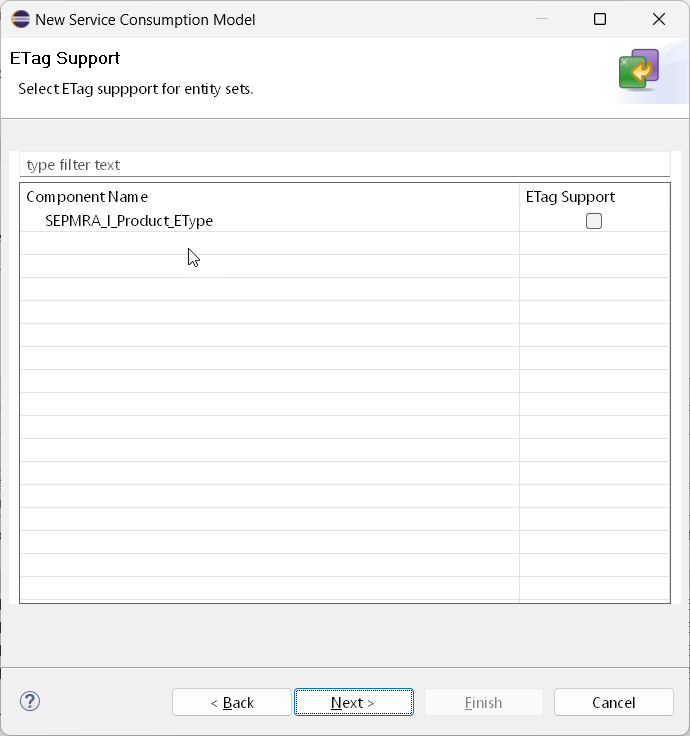 New Service Consumption Model
ETag Support
Select ETag suppport for entity sets.
type filter text
Component Name ETag Support
SEPMRA_I_Product_EType
? < Back Next > Finish Cancel